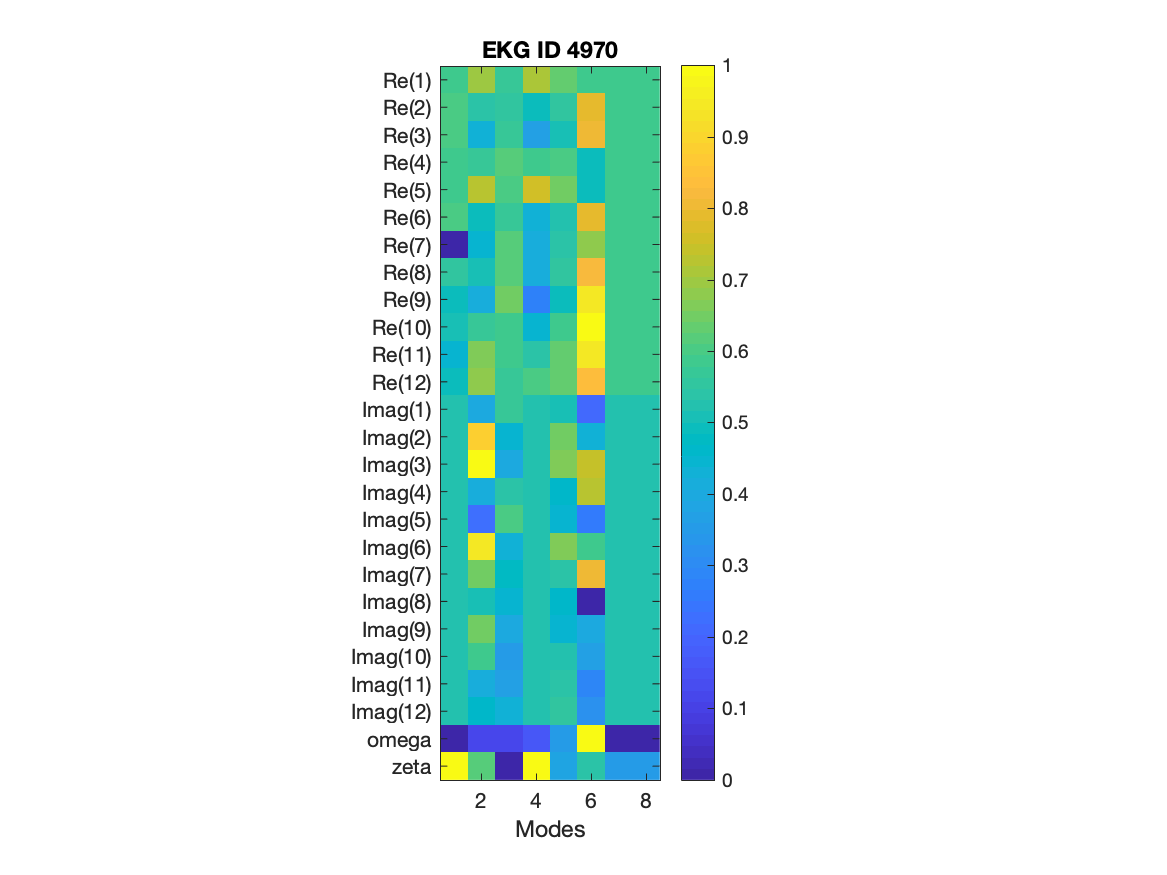 EKG ID 4970
Re(1)
Re(2)
Re(3)
Re(4)
Re(5)
Re(6)
Re(7)
Re(8)
Re(9)
Re(10)
Re(11)
Re(12)
Imag(1)
Imag(2)
Imag(3)
Imag(4)
Imag(5)
Imag(6)
Imag(7)
Imag(8)
Imag(9)
Imag(10)
Imag(11)
Imag(12)
omega
zeta
2 4 6 8
Modes
1
0.9
0.8
0.7
0.6
0.5
0.4
0.3
0.2
0.1
0